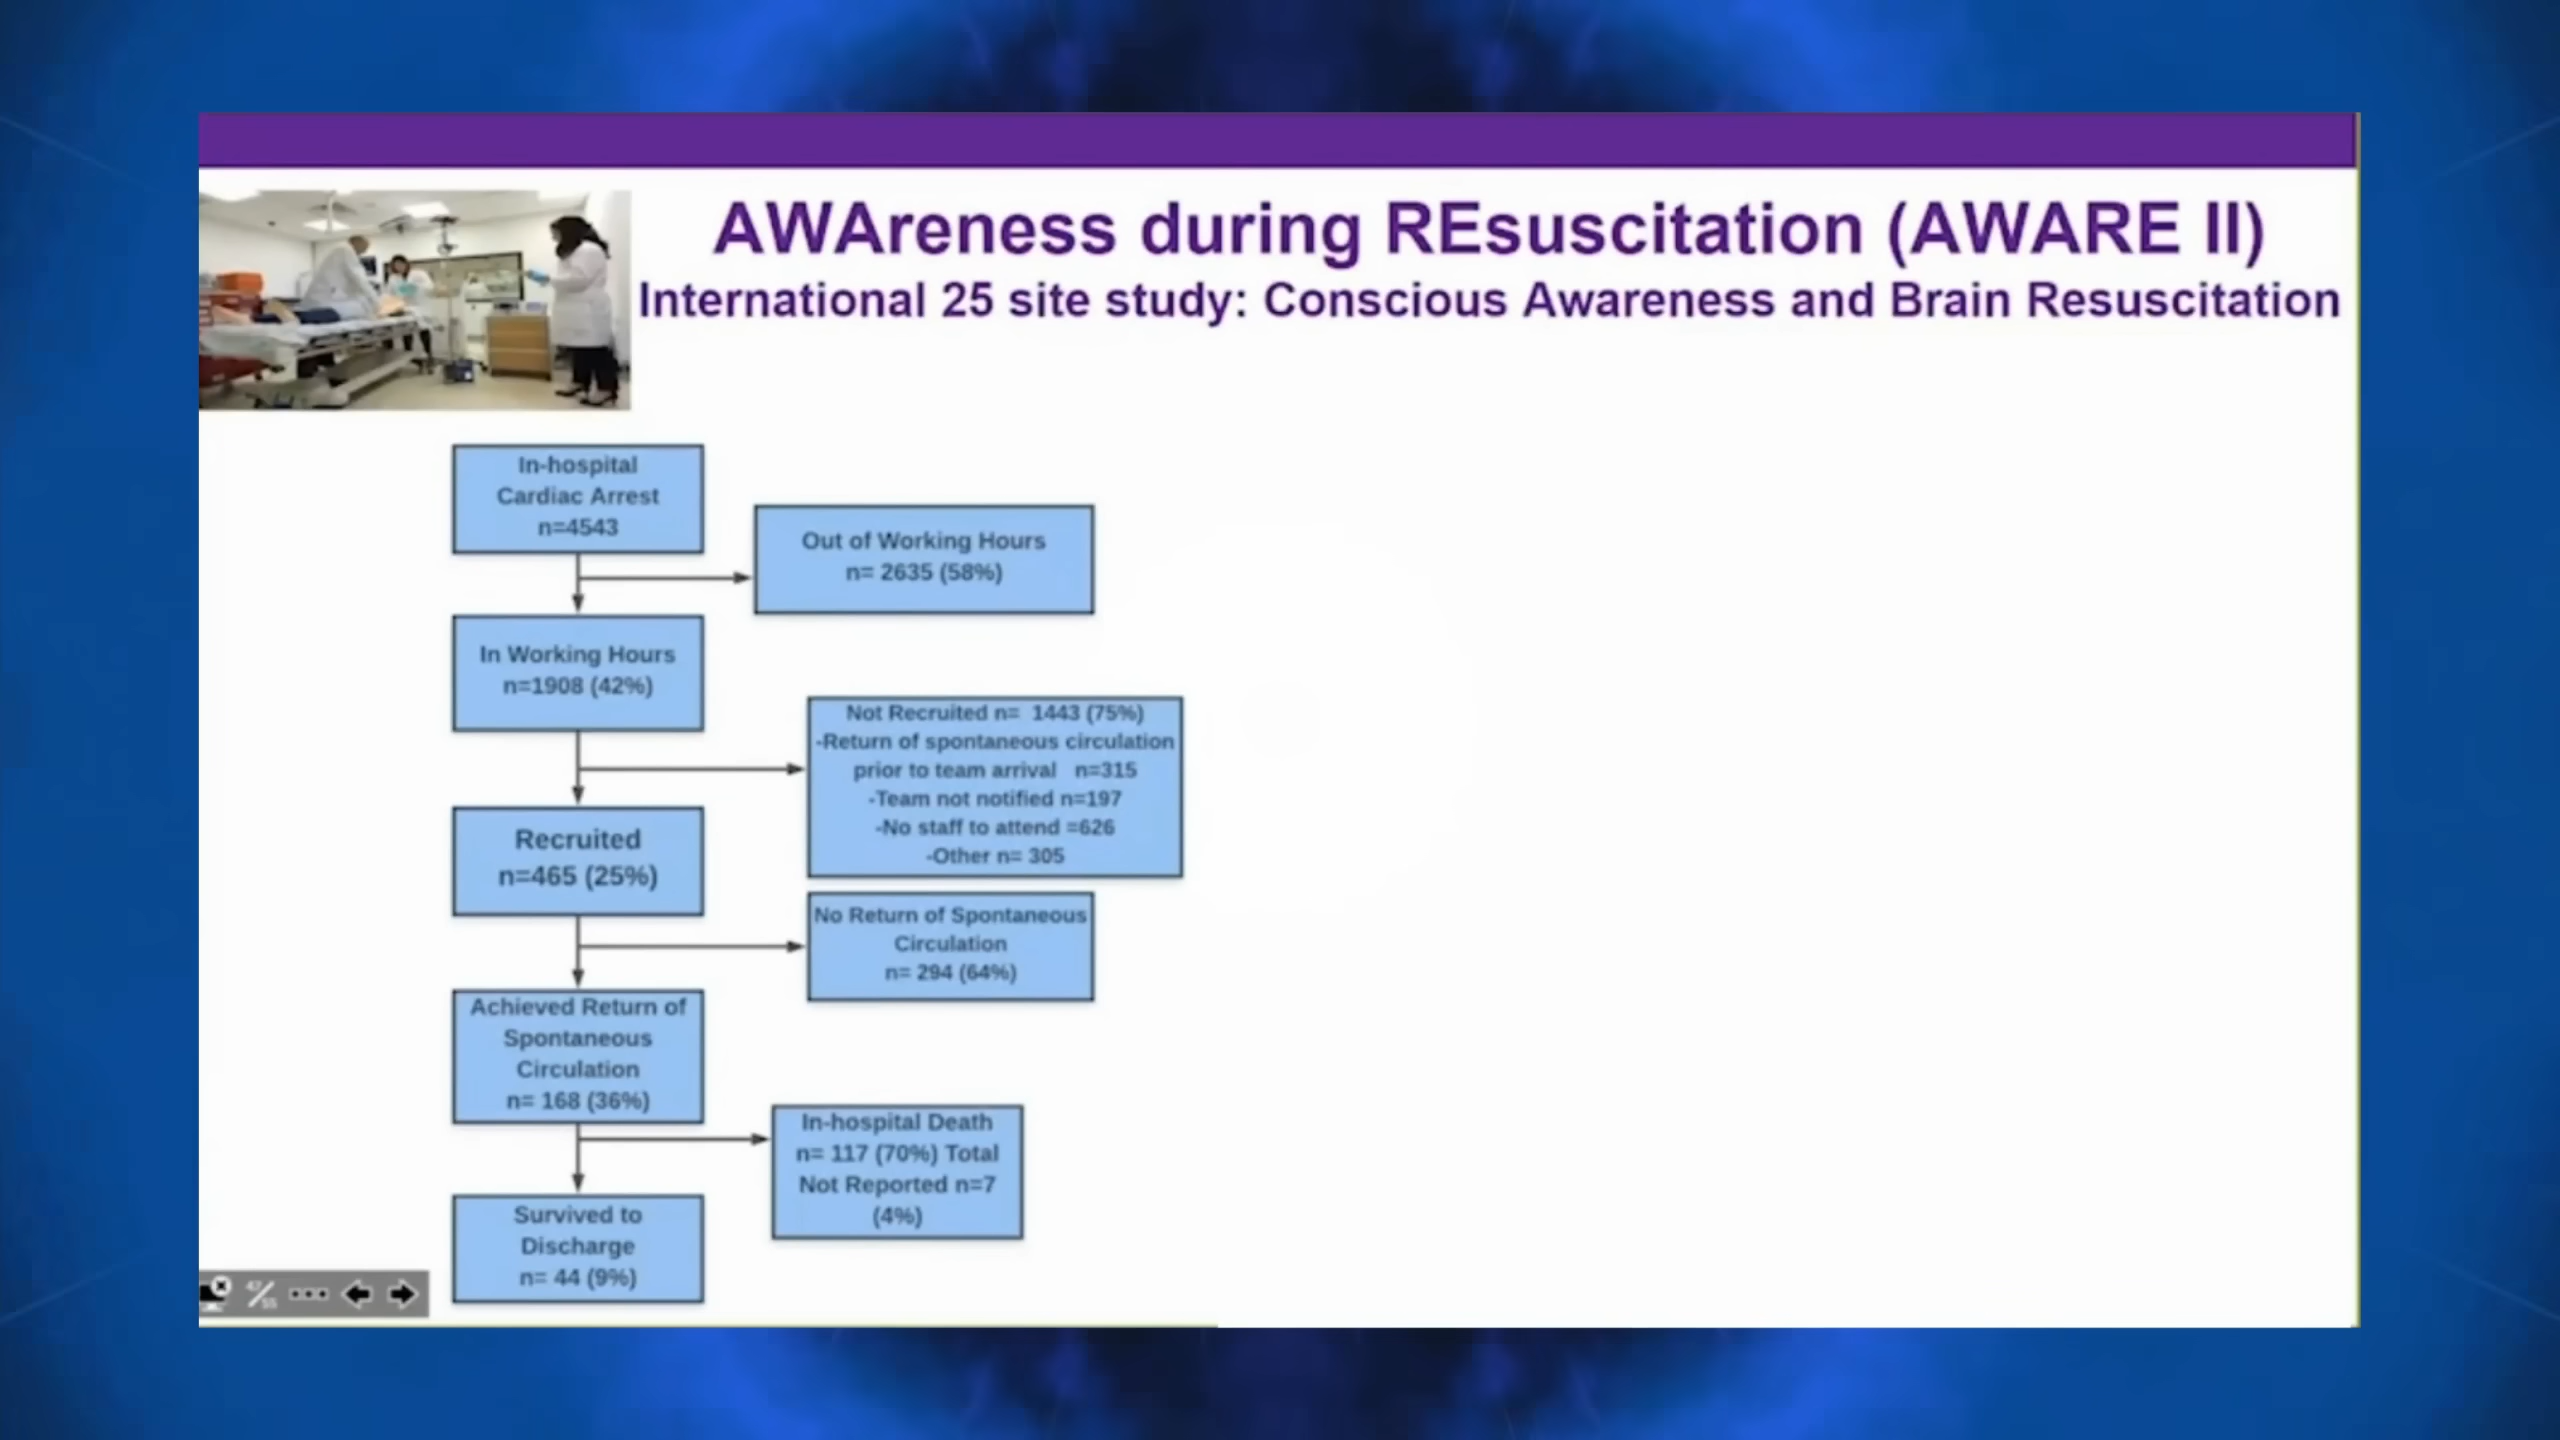 AWAreness during REsuscitation (AWARE II)
International 25 site study: Conscious Awareness and Brain Resuscitation
In-hospital
Cardiac Arrest
n=4543
Out of Working Hours
n= 2635 (58%)
In Working Hours
n=1908 (42%)
Not Recruited n= 1443 (75%)
-Return of spontaneous circulation
prior to team arrival n=315
-Team not notified n=197
-No staff to attend =626
-Other n= 305
Recruited
n=465 (25%)
No Return of Spontaneous
Circulation
n= 294 (64%)
Achieved Return of
Spontaneous
Circulation
n= 168 (36%)
In-hospital Death
n= 117 (70%) Total
Not Reported n=7
(4%)
Survived to
Discharge
n= 44 (9%)
47/55